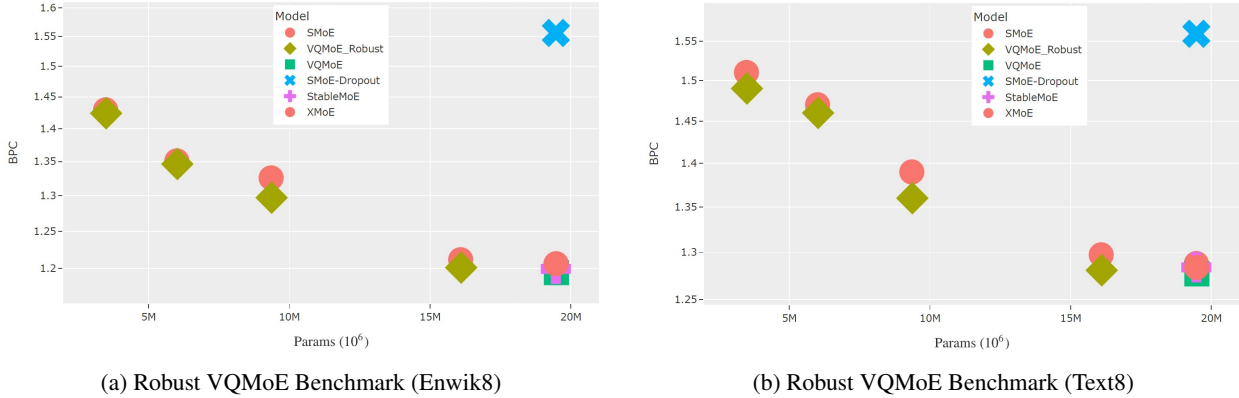 1.6
1.55
1.5
1.45
1.4
1.35
1.3
1.25
1.2
BPC
5M
10M
15M
20M
Params (10⁶)
Model
SMoE
VQMoE_Robust
VQMoE
SMoE-Dropout
StableMoE
XMoE
(a) Robust VQMoE Benchmark (Enwik8)
1.55
1.5
1.45
1.4
1.35
1.3
1.25
BPC
5M
10M
15M
20M
Params (10⁶)
Model
SMoE
VQMoE_Robust
VQMoE
SMoE-Dropout
StableMoE
XMoE
(b) Robust VQMoE Benchmark (Text8)